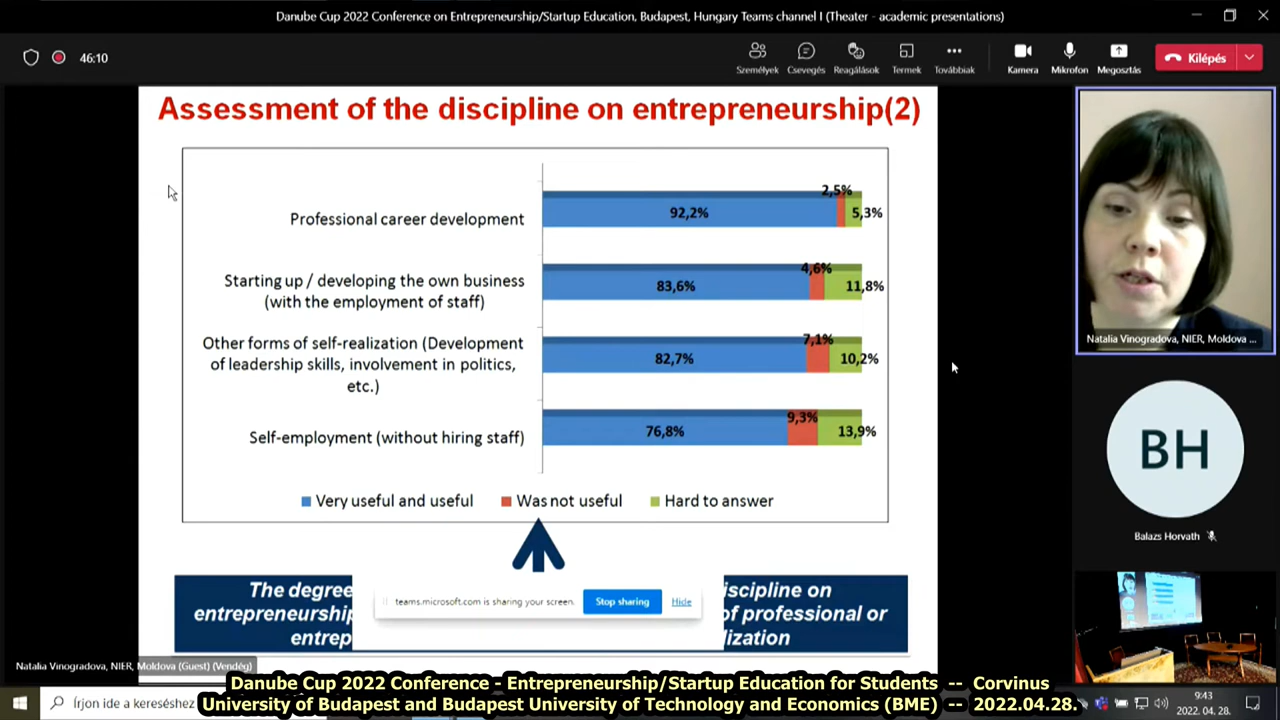 Danube Cup 2022 Conference on Entrepreneurship/Startup Education, Budapest, Hungary Teams channel I (Theater - academic presentations)
46:10
Személyek
Csevegés
Reagálások
Termek
Továbbiak
Kamera
Mikrofon
Megosztás
Kilépés
Assessment of the discipline on entrepreneurship(2)
Professional career development
92,2%
2,5%
5,3%
Starting up / developing the own business
(with the employment of staff)
83,6%
4,6%
11,8%
Other forms of self-realization (Development
of leadership skills, involvement in politics,
etc.)
82,7%
7,1%
10,2%
Self-employment (without hiring staff)
76,8%
9,3%
13,9%
Very useful and useful
Was not useful
Hard to answer
The degree
entrepreneurship
entrep
iscipline on
of professional or
lization
teams.microsoft.com is sharing your screen.
Stop sharing
Hide
Natalia Vinogradova, NIER, Moldova ...
BH
Balazs Horvath
Natalia Vinogradova, NIER, Moldova (Guest) (Vendég)
Danube Cup 2022 Conference - Entrepreneurship/Startup Education for Students -- Corvinus
University of Budapest and Budapest University of Technology and Economics (BME) -- 2022.04.28.
Írjon ide a kereséshez
9:43
2022. 04. 28.